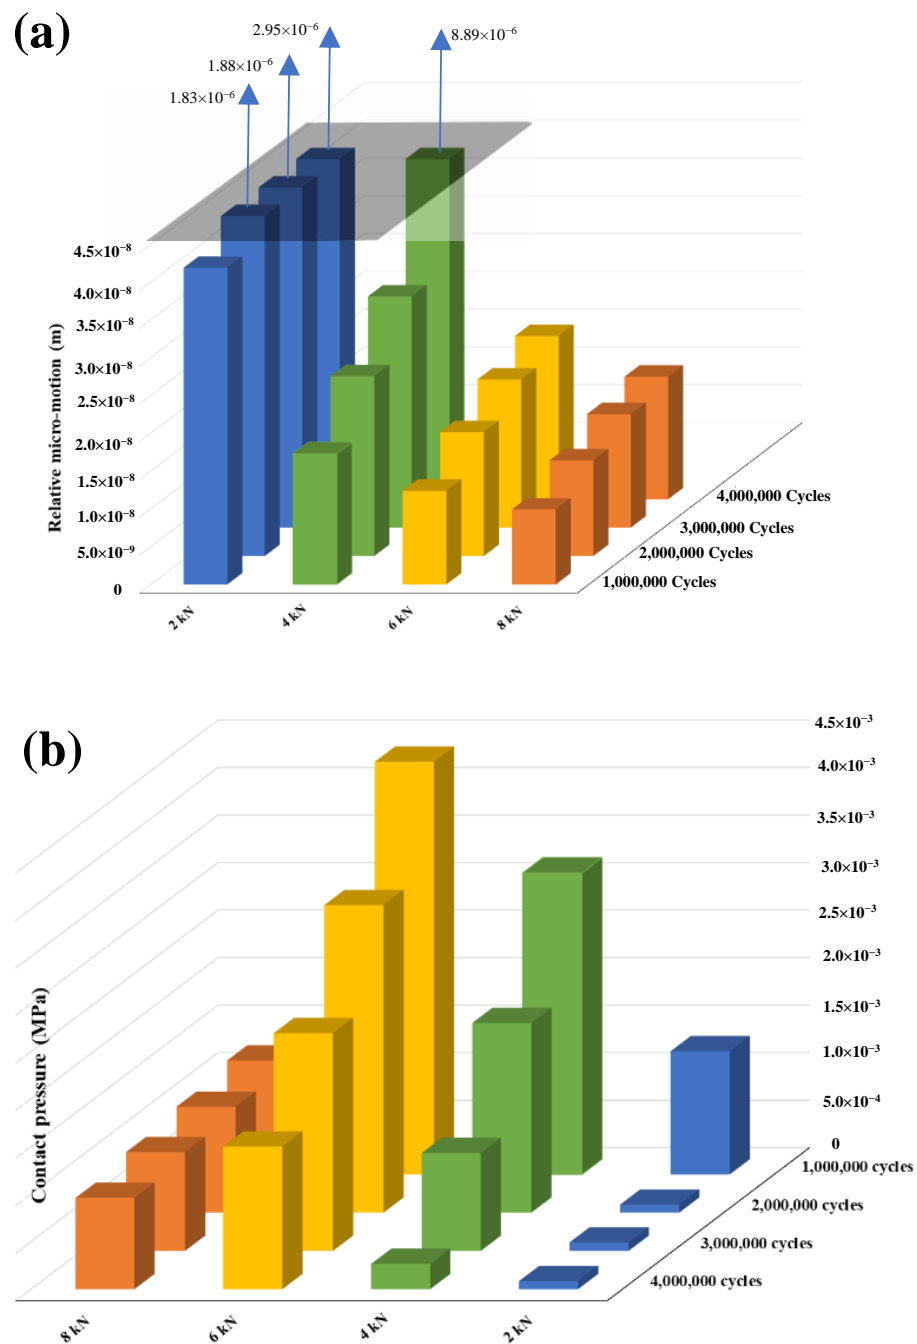 (a)
2.95×10⁻⁶
8.89×10⁻⁶
1.88×10⁻⁶
1.83×10⁻⁶
4.5×10⁻⁸
4.0×10⁻⁸
3.5×10⁻⁸
3.0×10⁻⁸
2.5×10⁻⁸
2.0×10⁻⁸
1.5×10⁻⁸
1.0×10⁻⁸
5.0×10⁻⁹
0
Relative micro-motion (m)
4,000,000 Cycles
3,000,000 Cycles
2,000,000 Cycles
1,000,000 Cycles
2 kN
4 kN
6 kN
8 kN
(b)
4.5×10⁻³
4.0×10⁻³
3.5×10⁻³
3.0×10⁻³
2.5×10⁻³
2.0×10⁻³
1.5×10⁻³
1.0×10⁻³
5.0×10⁻⁴
0
Contact pressure (MPa)
1,000,000 cycles
2,000,000 cycles
3,000,000 cycles
4,000,000 cycles
8 kN
6 kN
4 kN
2 kN